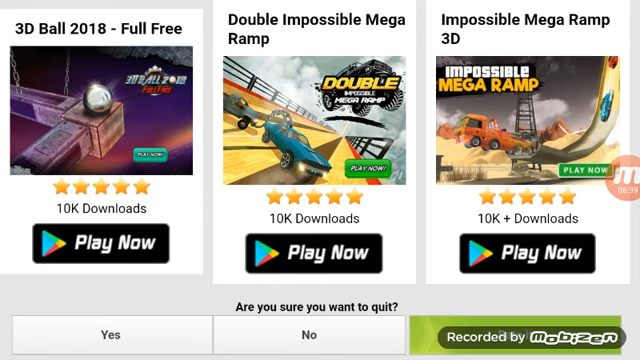 3D Ball 2018 - Full Free
3DBALL 2018
FULL FREE
PLAY NOW!
10K Downloads
Play Now
Double Impossible Mega
Ramp
DOUBLE
IMPOSSIBLE
MEGA RAMP
PLAY NOW!
10K Downloads
Play Now
Impossible Mega Ramp
3D
IMPOSSIBLE
MEGA RAMP
PLAY NOW
06:39
10K + Downloads
Play Now
Are you sure you want to quit?
Yes
No
Recorded by mobizen